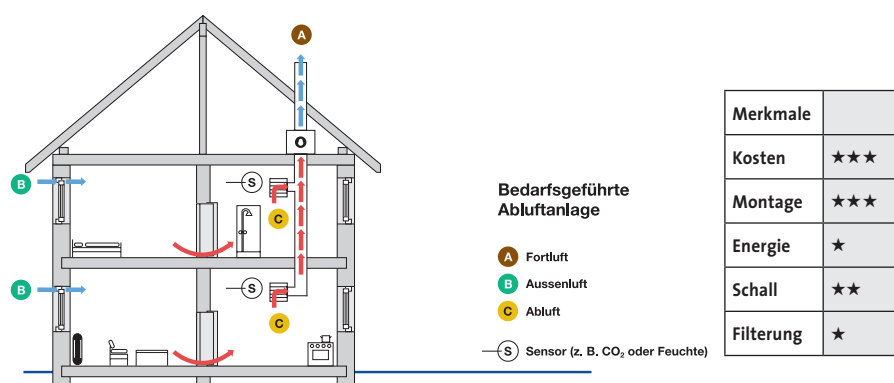 A
B
S
C
B
S
C
Bedarfsgeführte
Abluftanlage
A Fortluft
B Aussenluft
C Abluft
S Sensor (z. B. CO₂ oder Feuchte)
Merkmale
Kosten ★★★
Montage ★★★
Energie ★
Schall ★★
Filterung ★